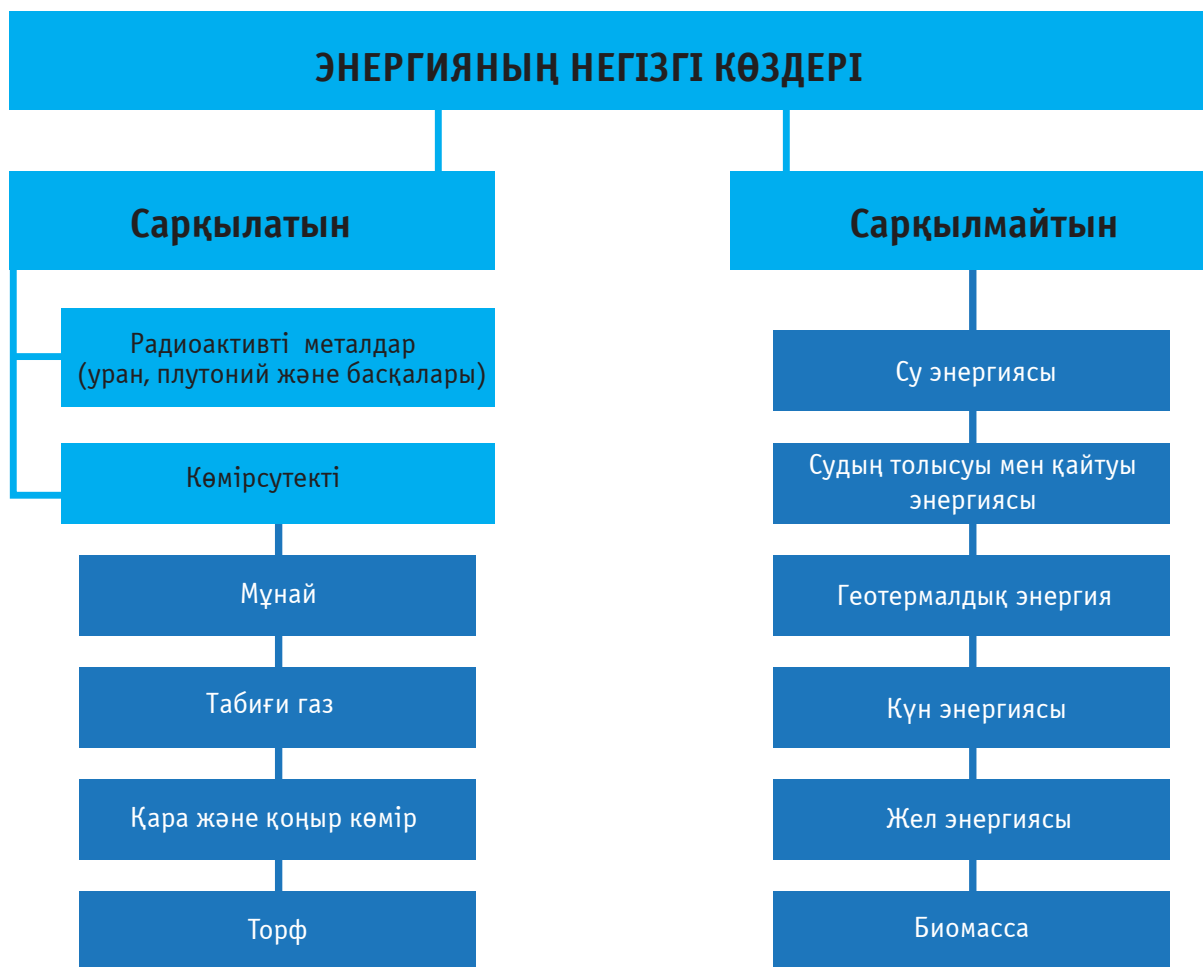 ЭНЕРГИЯНЫҢ НЕГІЗГІ КӨЗДЕРІ
Сарқылатын
Радиоактивті металдар
(уран, плутоний және басқалары)
Көмірсутекті
Мұнай
Табиғи газ
Қара және қоңыр көмір
Торф
Сарқылмайтын
Су энергиясы
Судың толысуы мен қайтуы
энергиясы
Геотермалдық энергия
Күн энергиясы
Жел энергиясы
Биомасса